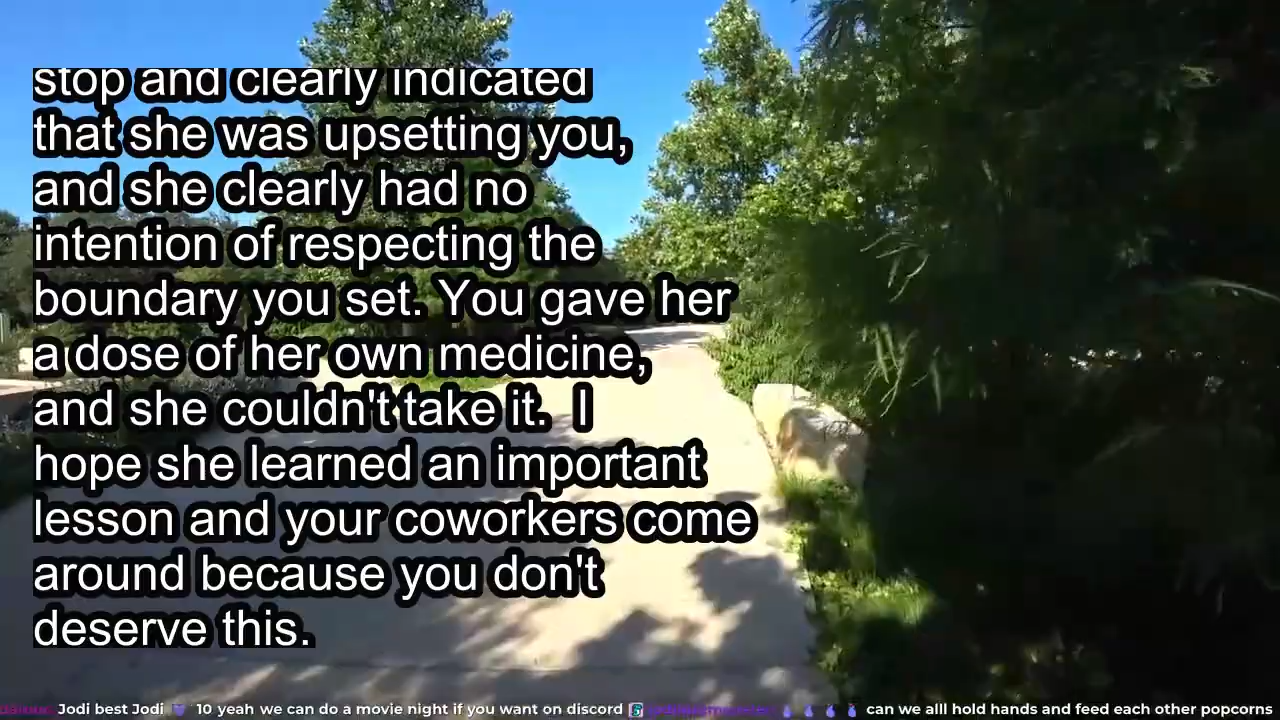 stop and clearly indicated
that she was upsetting you,
and she clearly had no
intention of respecting the
boundary you set. You gave her
a dose of her own medicine,
and she couldn't take it. I
hope she learned an important
lesson and your coworkers come
around because you don't
deserve this.
Jodi best Jodi 10 yeah we can do a movie night if you want on discord can we alll hold hands and feed each other popcorns